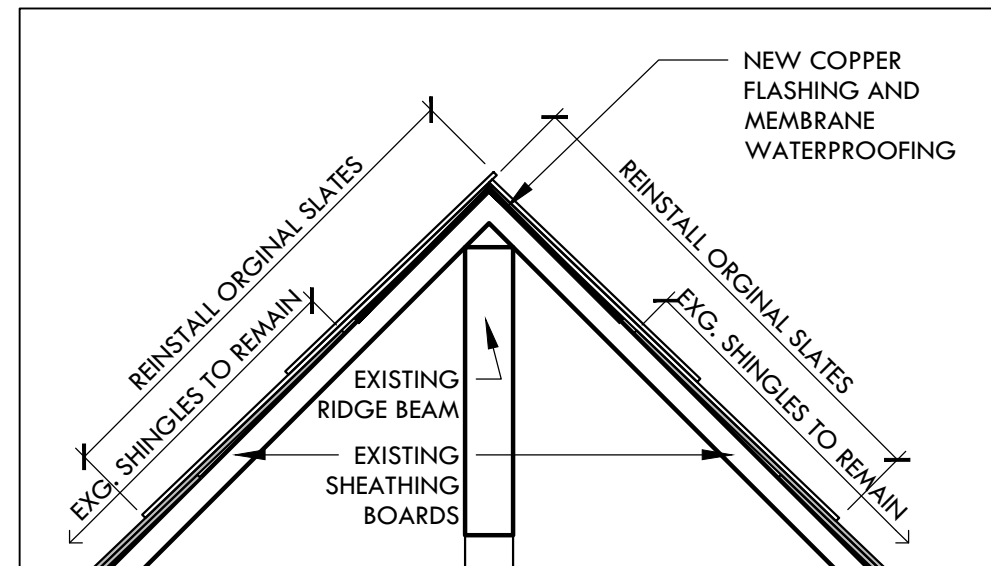 NEW COPPER
FLASHING AND
MEMBRANE
WATERPROOFING
REINSTALL ORGINAL SLATES
REINSTALL ORGINAL SLATES
EXG. SHINGLES TO REMAIN
EXG. SHINGLES TO REMAIN
EXISTING
RIDGE BEAM
EXISTING
SHEATHING
BOARDS